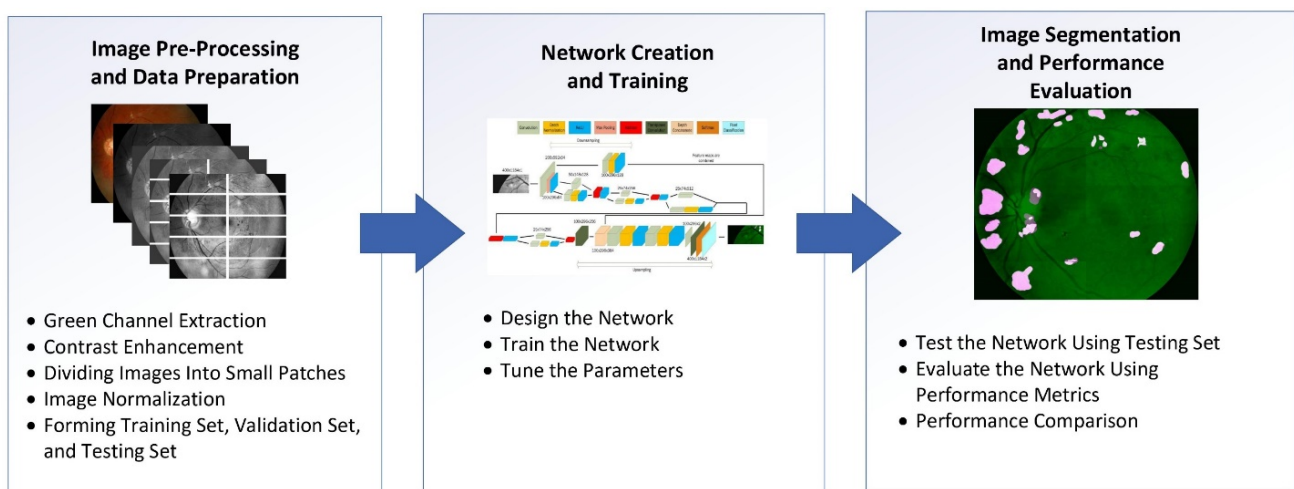 Image Pre-Processing
and Data Preparation
• Green Channel Extraction
• Contrast Enhancement
• Dividing Images Into Small Patches
• Image Normalization
• Forming Training Set, Validation Set,
and Testing Set
Network Creation
and Training
Downsampling
Upsampling
• Design the Network
• Train the Network
• Tune the Parameters
Image Segmentation
and Performance
Evaluation
• Test the Network Using Testing Set
• Evaluate the Network Using
Performance Metrics
• Performance Comparison